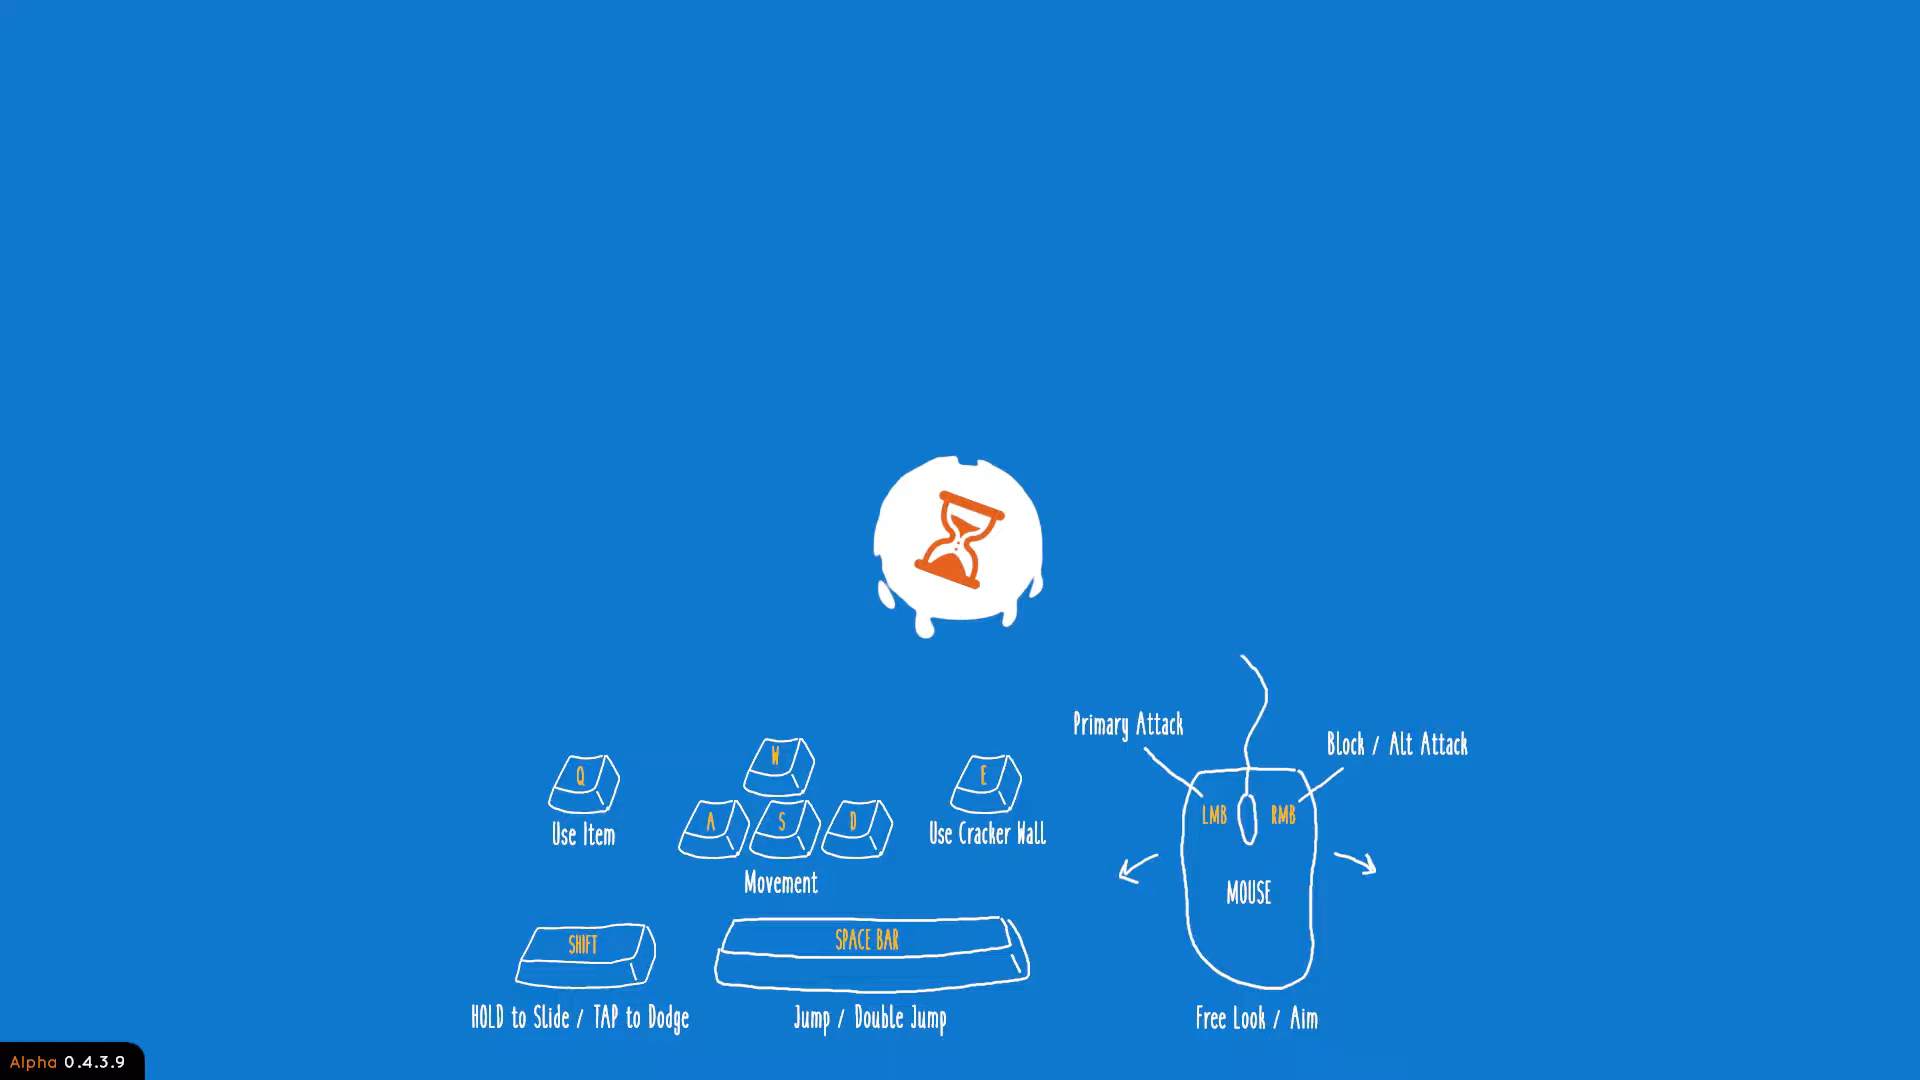 Primary Attack
Block / Alt Attack
Q
W
E
A S D
LMB RMB
Use Item
Use Cracker Wall
Movement
MOUSE
SHIFT
SPACE BAR
HOLD to Slide / TAP to Dodge
Jump / Double Jump
Free Look / Aim
Alpha 0.4.3.9